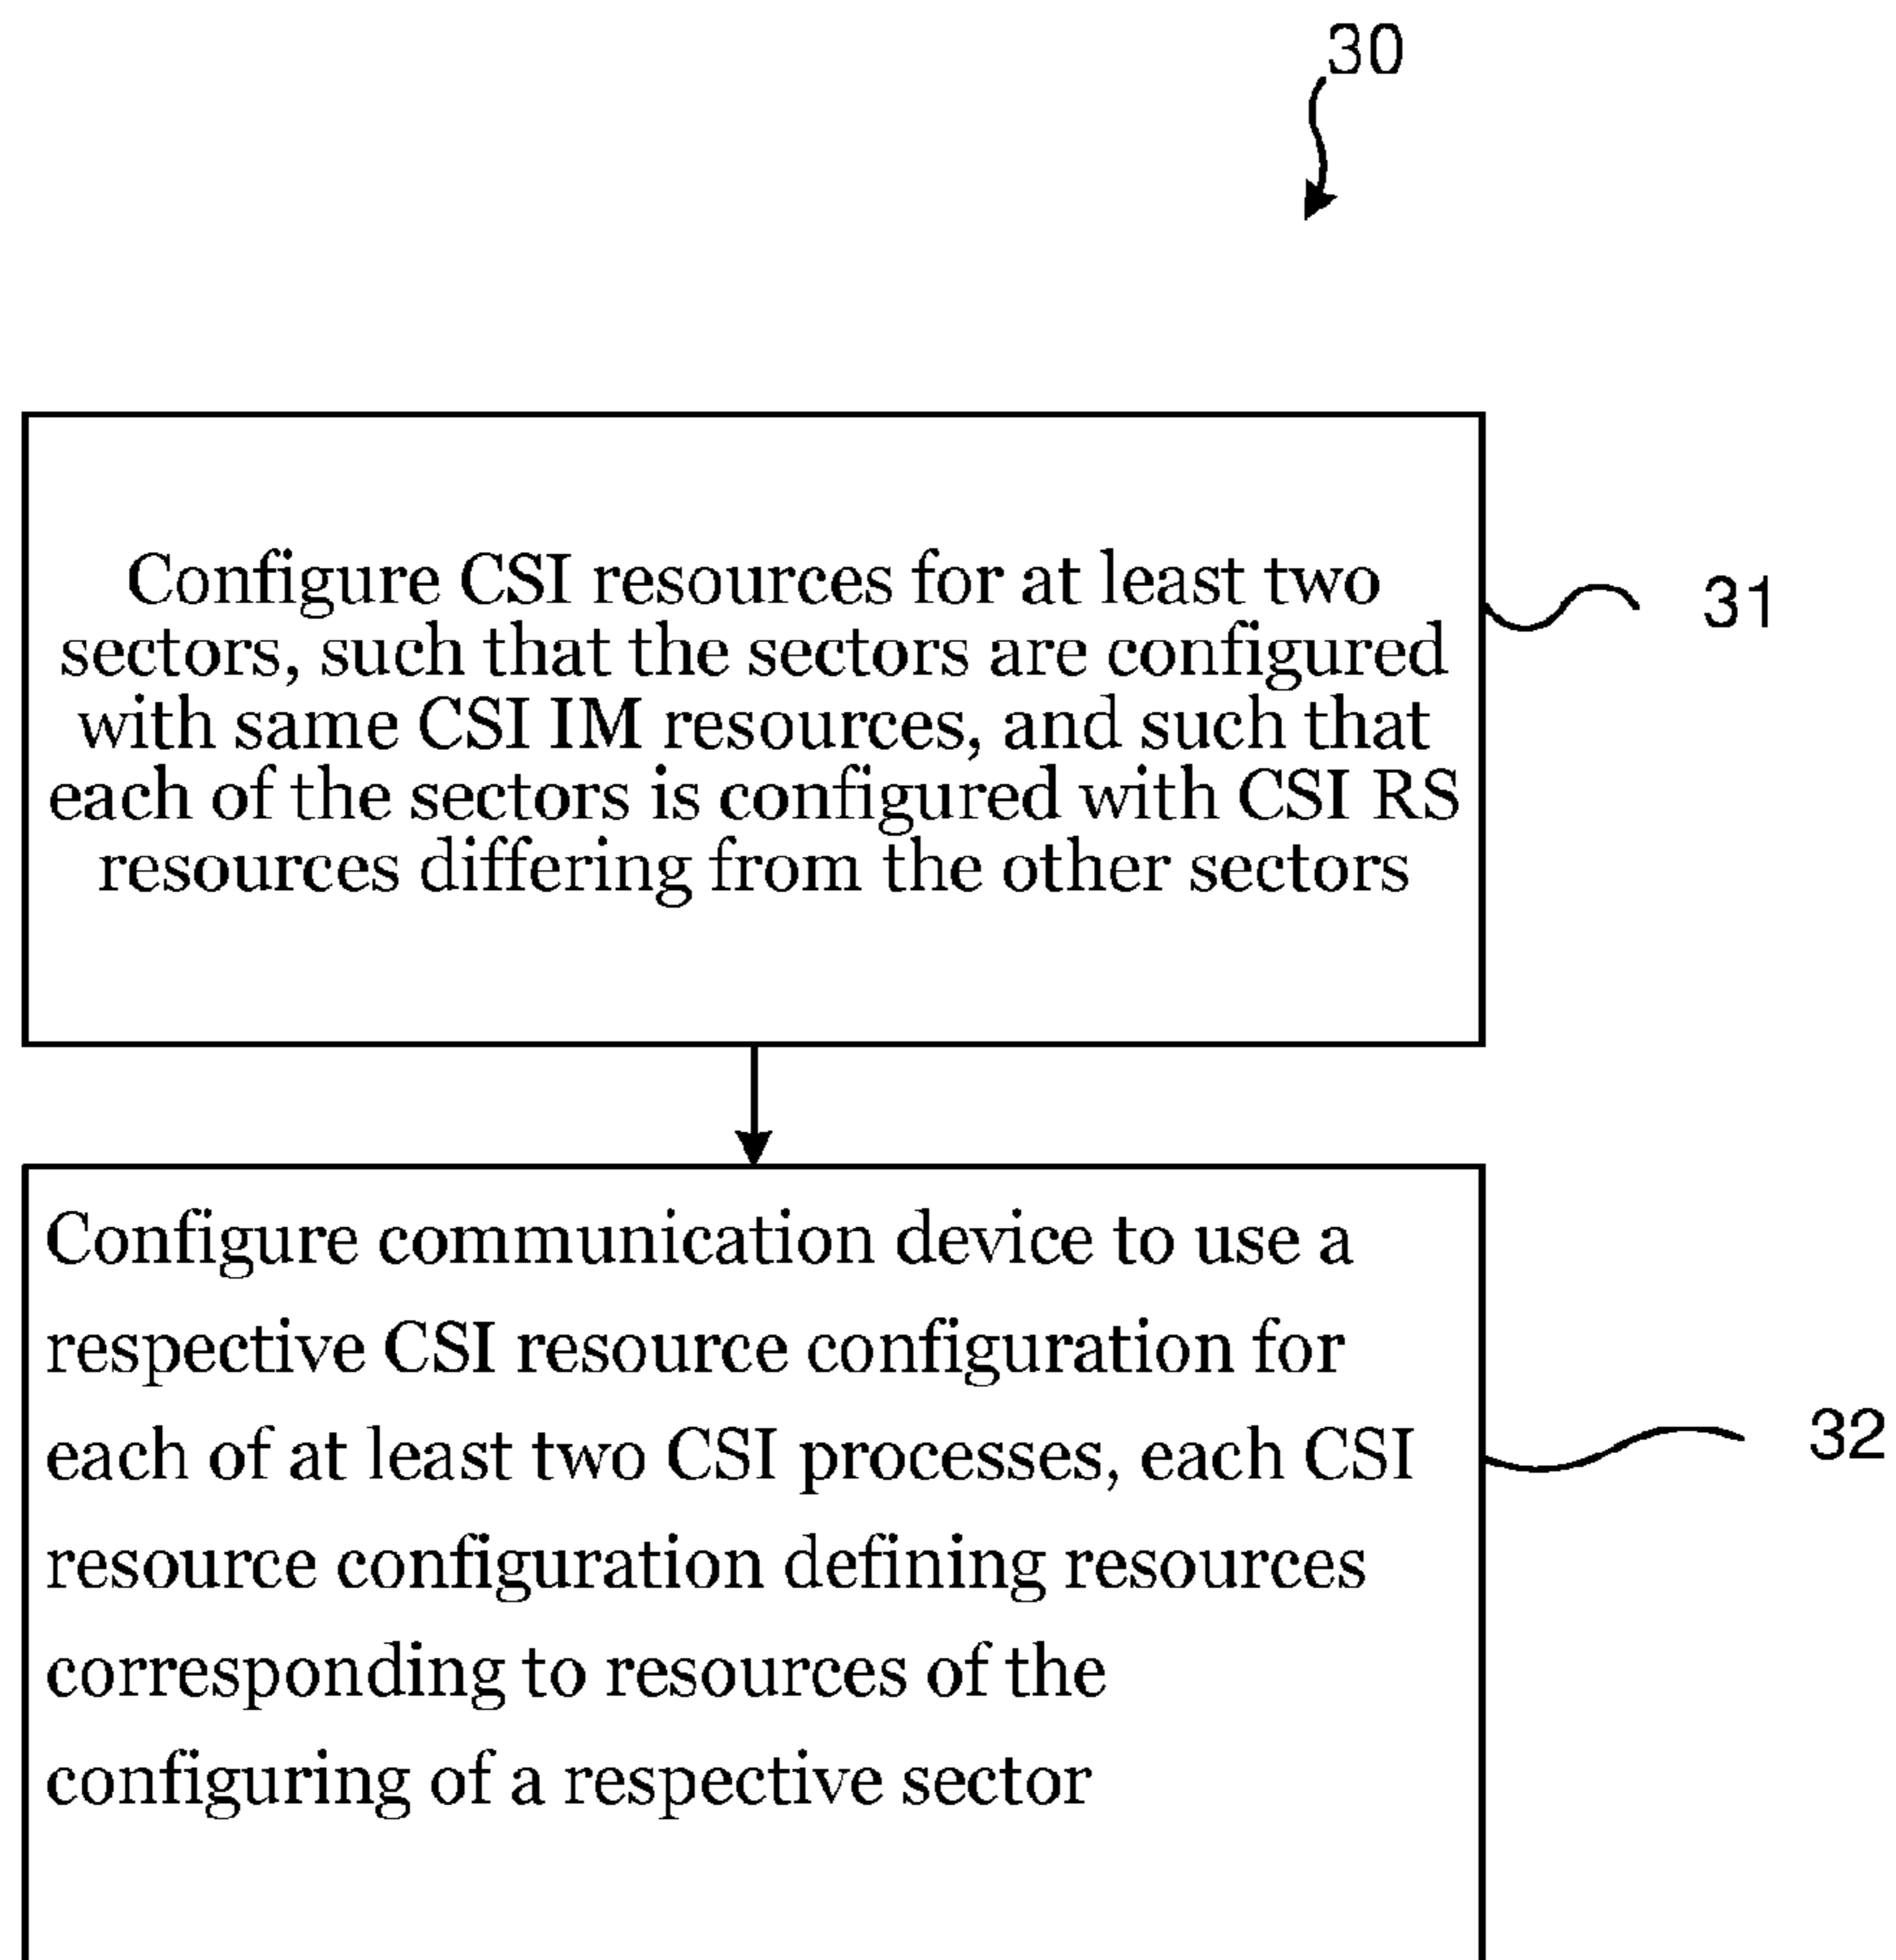 30
Configure CSI resources for at least two
sectors, such that the sectors are configured
with same CSI IM resources, and such that
each of the sectors is configured with CSI RS
resources differing from the other sectors
31
Configure communication device to use a
respective CSI resource configuration for
each of at least two CSI processes, each CSI
resource configuration defining resources
corresponding to resources of the
configuring of a respective sector
32